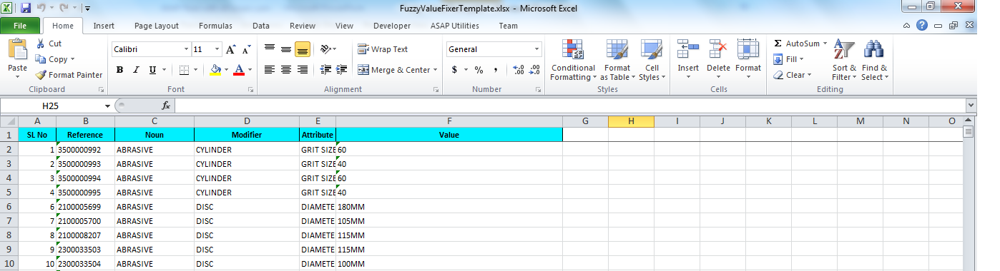 FuzzyValueFixerTemplate.xlsx - Microsoft Excel
File Home Insert Page Layout Formulas Data Review View Developer ASAP Utilities Team
Paste
Cut
Copy
Format Painter
Clipboard
Calibri 11
B I U
Font
Wrap Text
Merge & Center
Alignment
General
$ % ,
Number
Conditional Formatting
Format as Table
Cell Styles
Styles
Insert Delete Format
Cells
Σ AutoSum
Fill
Clear
Sort & Filter
Find & Select
Editing
H25 fx
A B C D E F G H I J K L M N O
1 SL No Reference Noun Modifier Attribute Value
2 1 3500000992 ABRASIVE CYLINDER GRIT SIZE 60
3 2 3500000993 ABRASIVE CYLINDER GRIT SIZE 40
4 3 3500000994 ABRASIVE CYLINDER GRIT SIZE 60
5 4 3500000995 ABRASIVE CYLINDER GRIT SIZE 40
6 6 2100005699 ABRASIVE DISC DIAMETE 180MM
7 7 2100005700 ABRASIVE DISC DIAMETE 105MM
8 8 2100008207 ABRASIVE DISC DIAMETE 115MM
9 9 2300033503 ABRASIVE DISC DIAMETE 115MM
10 10 2300033504 ABRASIVE DISC DIAMETE 100MM